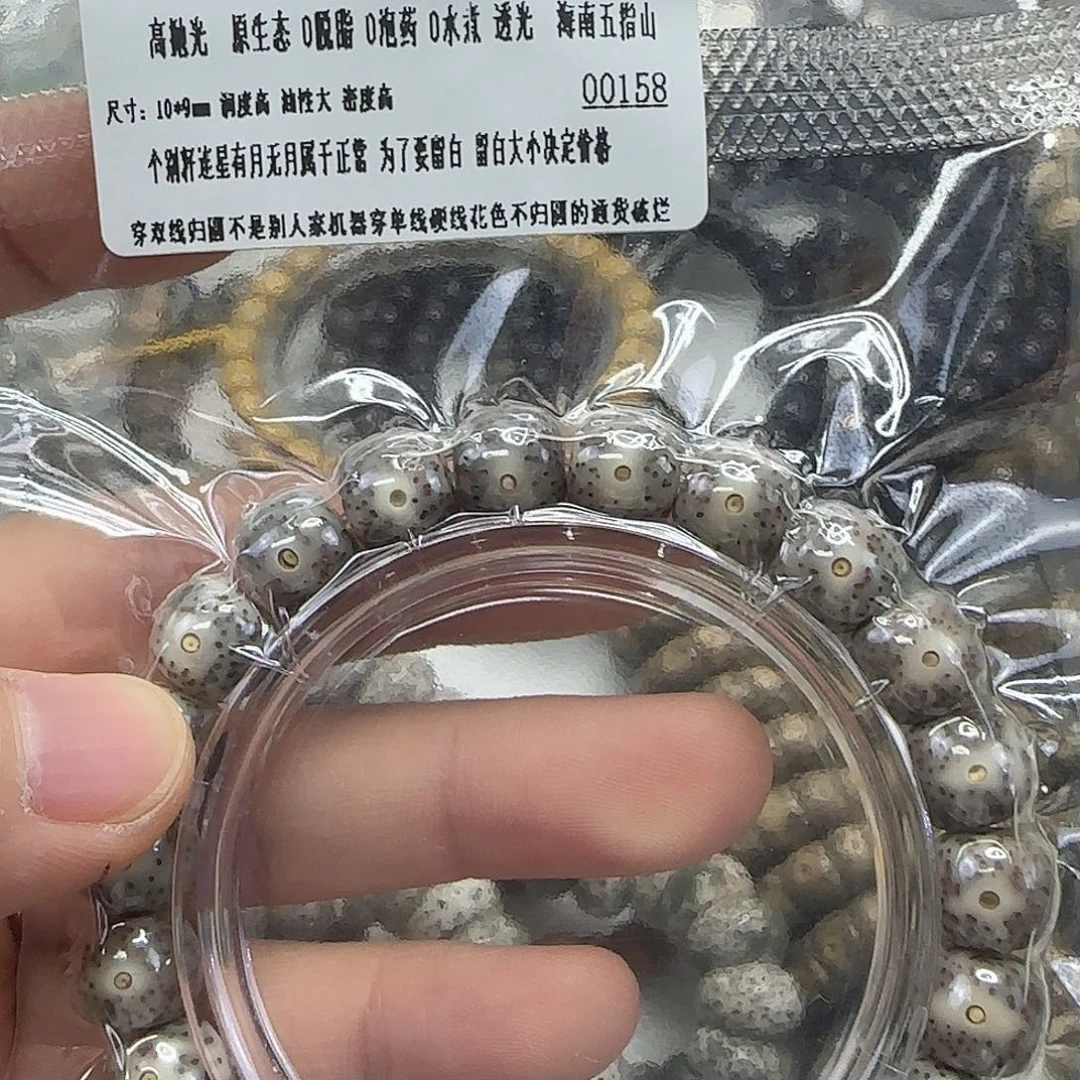 高抛光 原生态 0脱脂 0泡药 0水煮 透光 海南五指山
00158
尺寸：10*9mm 润度高 油性大 密度高
个别籽迷星有月无月属于正常 为了要留白 留白大小决定价格
穿双线归圆不是别人家机器穿单线硬线花色不归圆的通货破烂